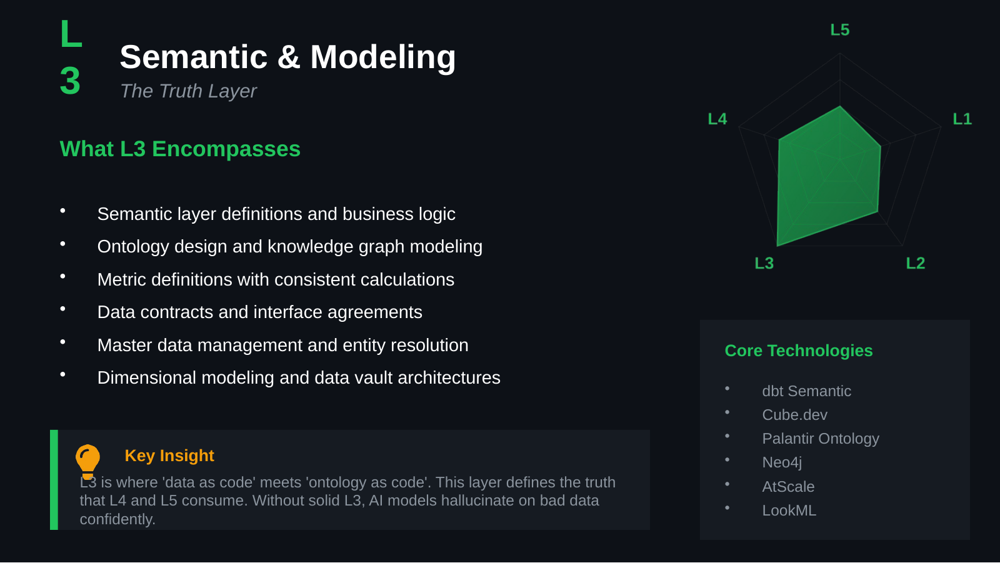 L
3
Semantic & Modeling
The Truth Layer
What L3 Encompasses
• Semantic layer definitions and business logic
• Ontology design and knowledge graph modeling
• Metric definitions with consistent calculations
• Data contracts and interface agreements
• Master data management and entity resolution
• Dimensional modeling and data vault architectures
Key Insight
L3 is where 'data as code' meets 'ontology as code'. This layer defines the truth
that L4 and L5 consume. Without solid L3, AI models hallucinate on bad data
confidently.
L5
L4
L1
L3
L2
Core Technologies
• dbt Semantic
• Cube.dev
• Palantir Ontology
• Neo4j
• AtScale
• LookML